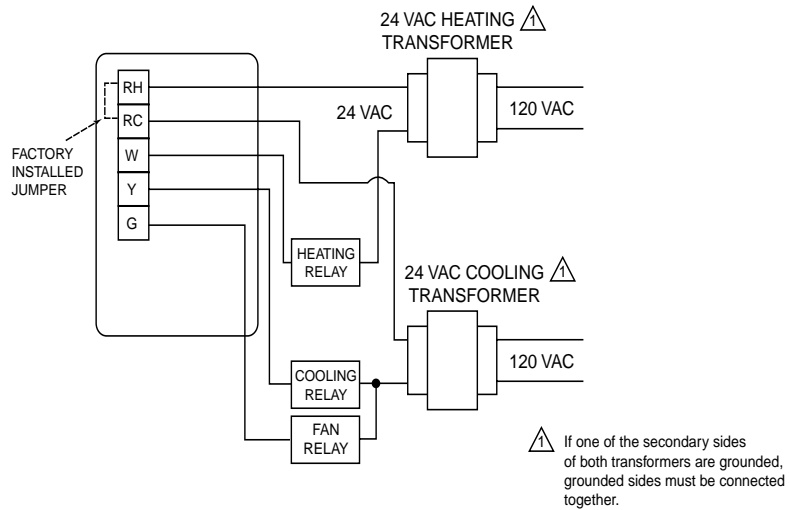 24 VAC HEATING 1
TRANSFORMER
RH
24 VAC
120 VAC
RC
FACTORY
INSTALLED
JUMPER
W
Y
G
HEATING
RELAY
24 VAC COOLING 1
TRANSFORMER
120 VAC
COOLING
RELAY
FAN
RELAY
1 If one of the secondary sides
of both transformers are grounded,
grounded sides must be connected
together.